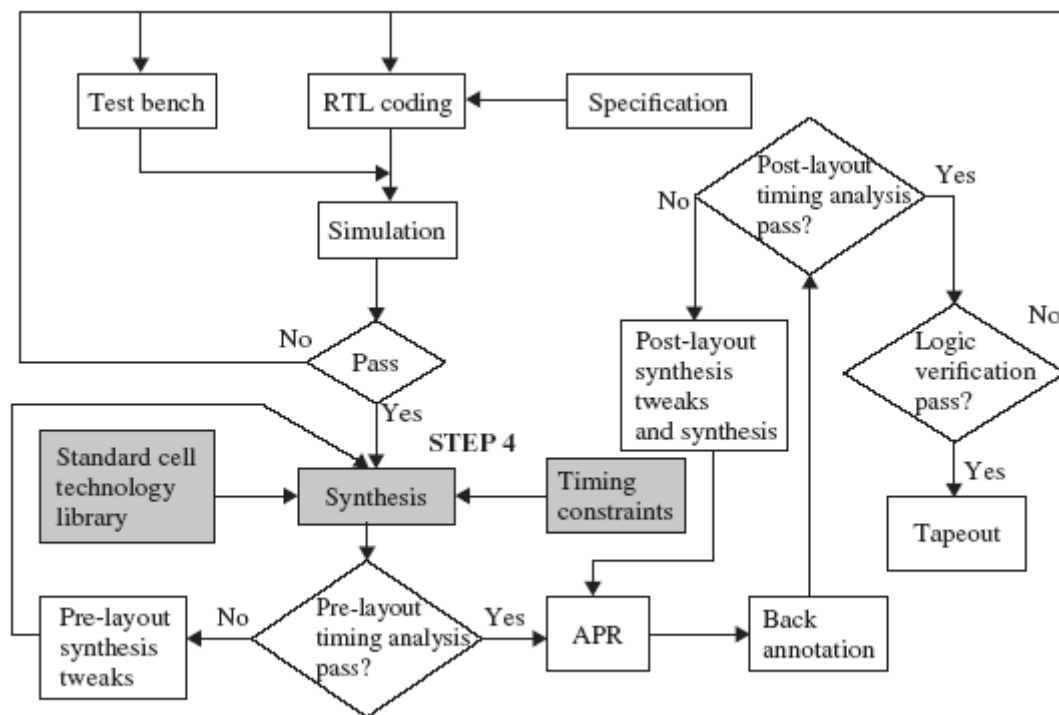 Test bench
RTL coding
Specification
Post-layout
timing analysis
pass?
No
Yes
Simulation
No
Pass
Yes
Post-layout
synthesis
tweaks
and synthesis
No
Logic
verification
pass?
Yes
Tapeout
STEP 4
Standard cell
technology
library
Synthesis
Timing
constraints
Pre-layout
synthesis
tweaks
No
Pre-layout
timing analysis
pass?
Yes
APR
Back
annotation